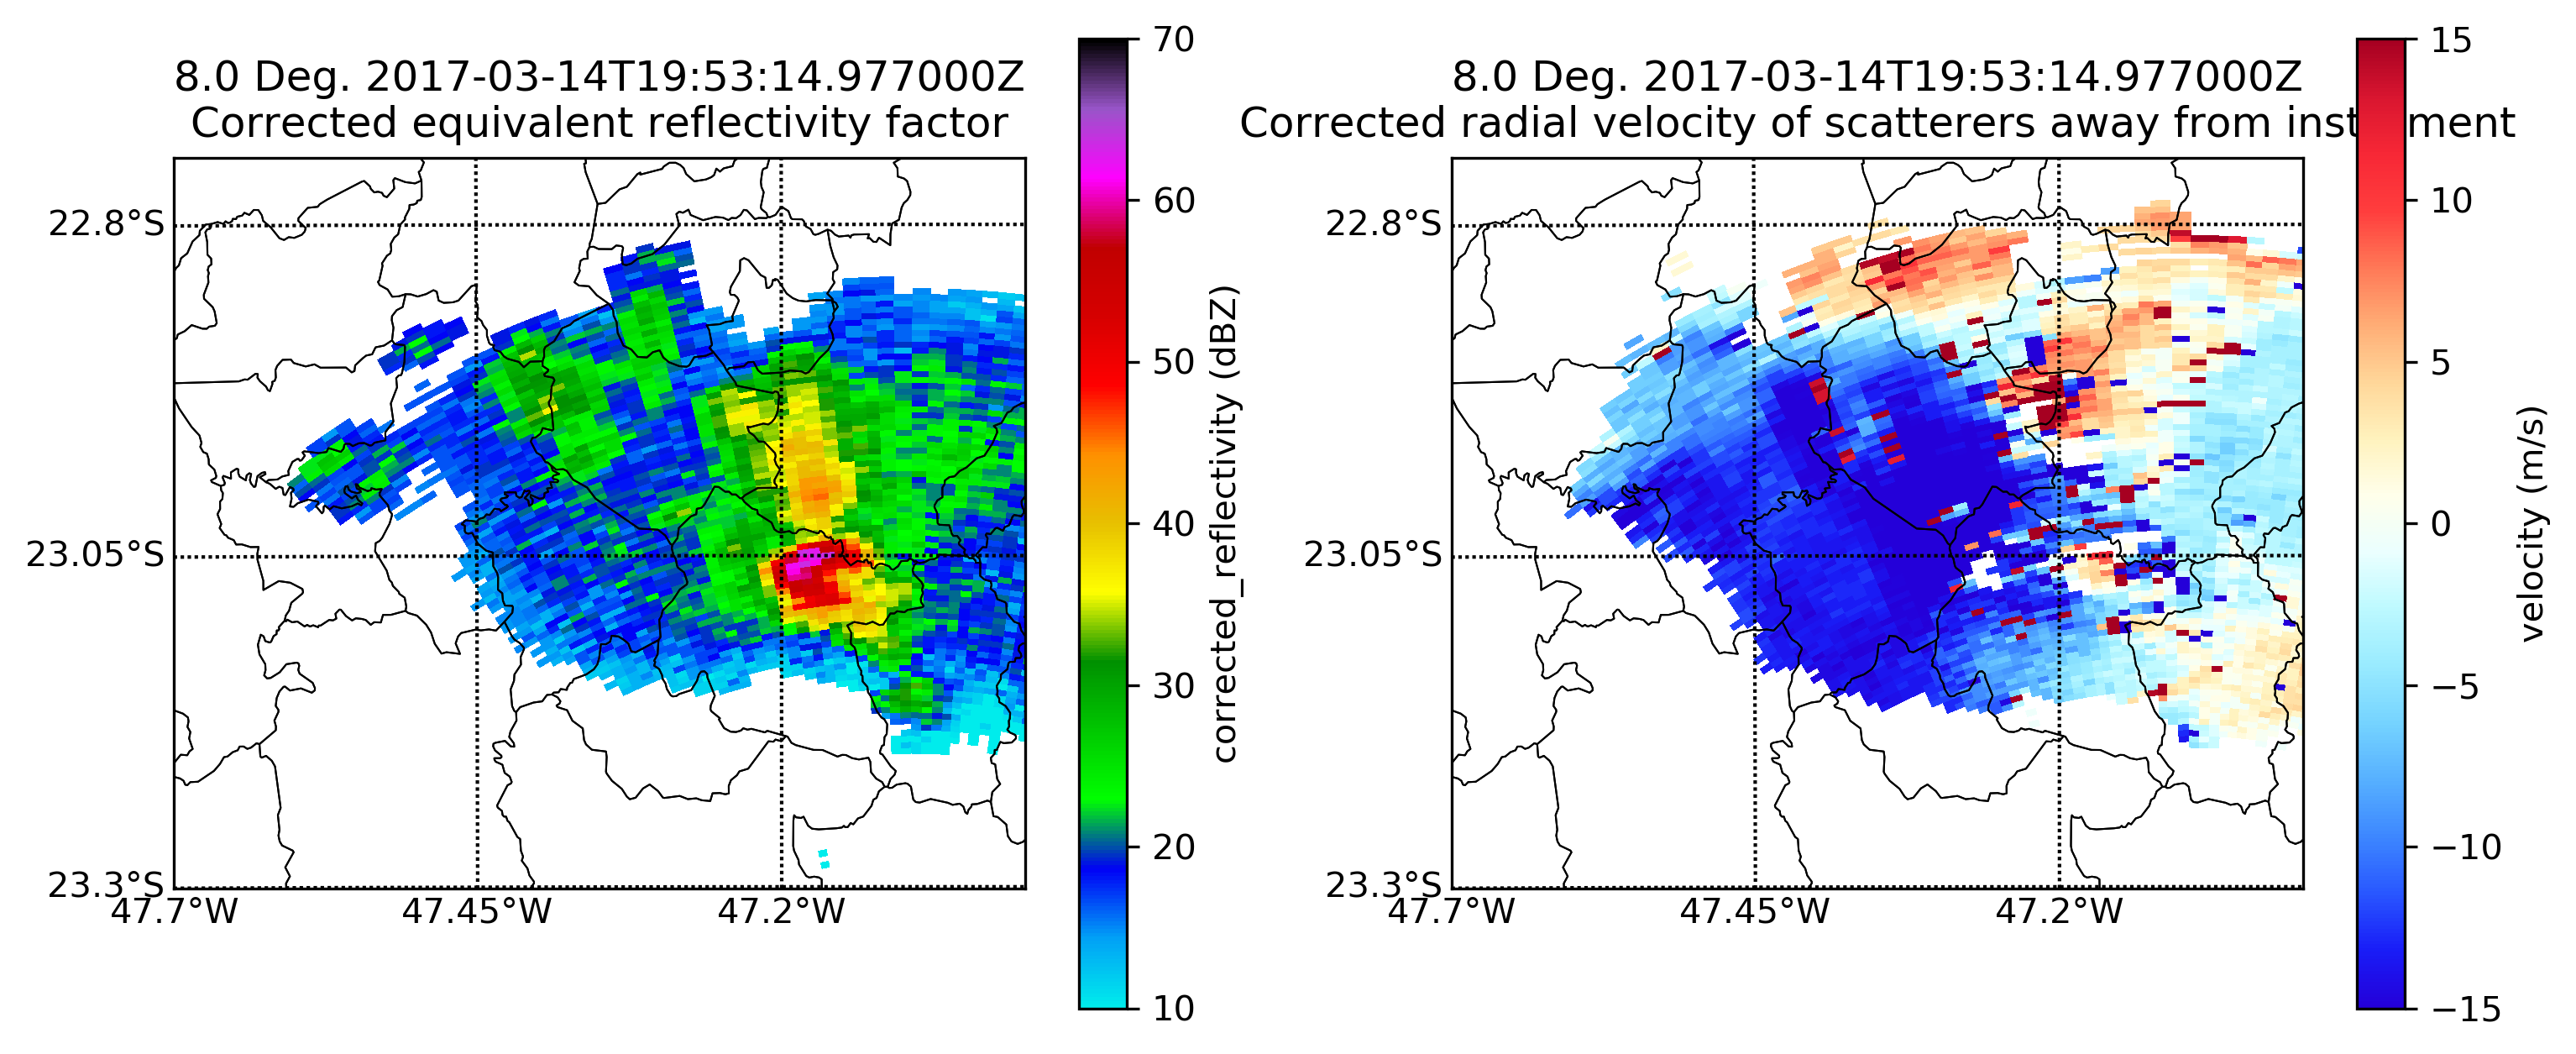 8.0 Deg. 2017-03-14T19:53:14.977000Z
Corrected equivalent reflectivity factor
22.8°S
23.05°S
23.3°S
47.7°W
47.45°W
47.2°W
70
60
50
40
30
20
10
corrected_reflectivity (dBZ)
8.0 Deg. 2017-03-14T19:53:14.977000Z
Corrected radial velocity of scatterers away from inst ment
22.8°S
23.05°S
23.3°S
47.7°W
47.45°W
47.2°W
15
10
5
0
−5
−10
−15
velocity (m/s)